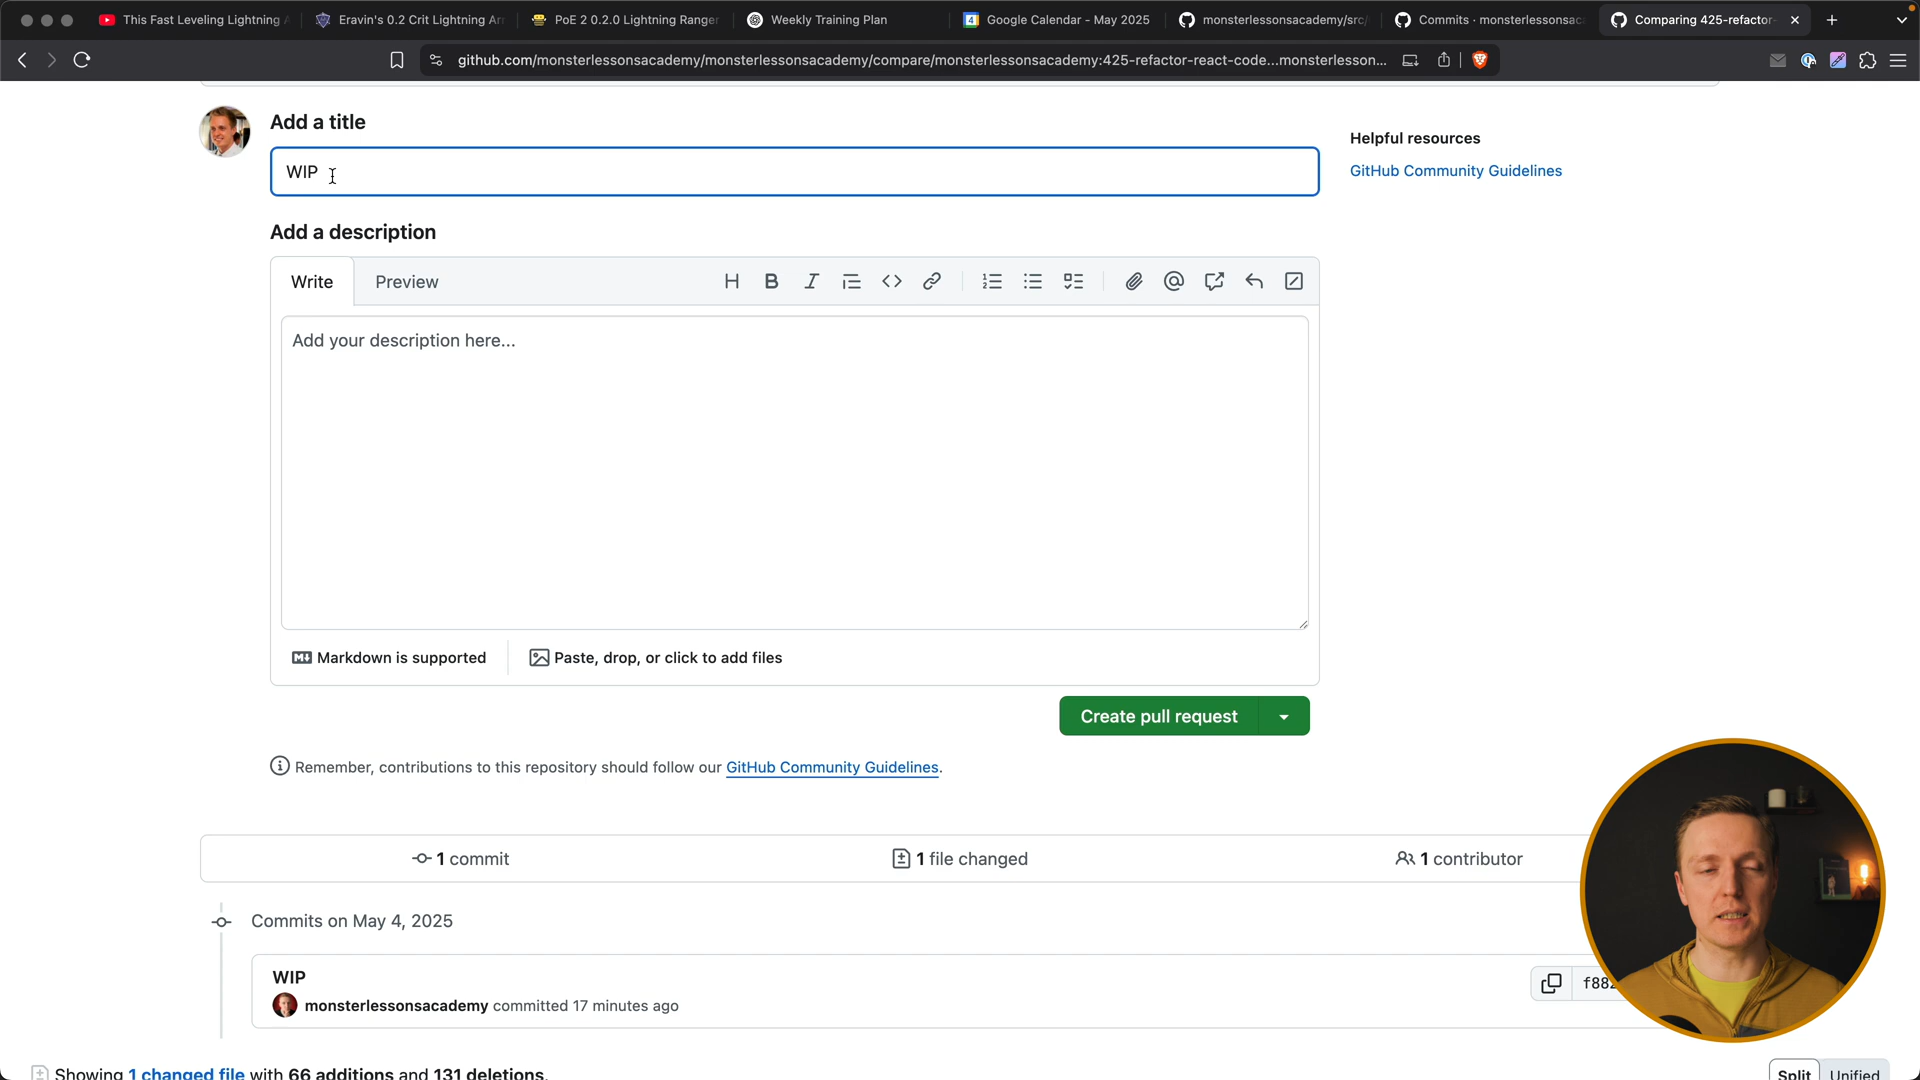 This Fast Leveling Lightning
Eravin's 0.2 Crit Lightning Arr
PoE 2 0.2.0 Lightning Ranger
Weekly Training Plan
Google Calendar - May 2025
monsterlessonsacademy/src/
Commits · monsterlessonsaca
Comparing 425-refactor-
github.com/monsterlessonsacademy/monsterlessonsacademy/compare/monsterlessonsacademy:425-refactor-react-code...monsterlesson...
Add a title
Helpful resources
WIP
GitHub Community Guidelines
Add a description
Write
Preview
Add your description here...
Markdown is supported
Paste, drop, or click to add files
Create pull request
Remember, contributions to this repository should follow our GitHub Community Guidelines.
1 commit
1 file changed
1 contributor
Commits on May 4, 2025
WIP
f882
monsterlessonsacademy committed 17 minutes ago
Showing 1 changed file with 66 additions and 131 deletions.
Split
Unified